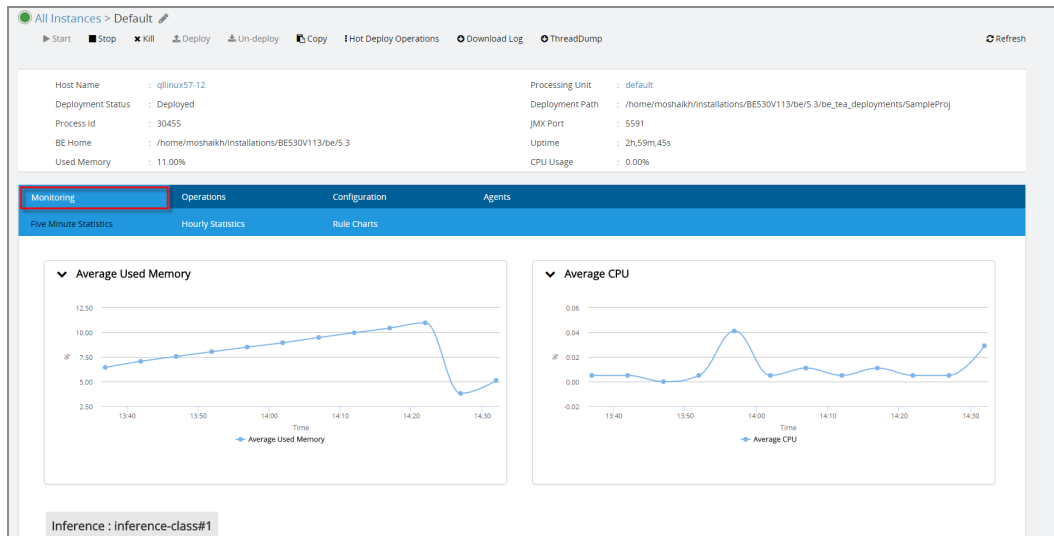 All Instances > Default
Start Stop Kill Deploy Un-deploy Copy Hot Deploy Operations Download Log ThreadDump Refresh
Host Name : qllinux57-12 Processing Unit : default
Deployment Status : Deployed Deployment Path : /home/moshaikh/installations/BE530V113/be/5.3/be_tea_deployments/SampleProj
Process Id : 30455 JMX Port : 5591
BE Home : /home/moshaikh/installations/BE530V113/be/5.3 Uptime : 2h,59m,45s
Used Memory : 11.00% CPU Usage : 0.00%
Monitoring Operations Configuration Agents
Five Minute Statistics Hourly Statistics Rule Charts
Average Used Memory
12.50
10.00
% 7.50
5.00
2.50
13:40 13:50 14:00 14:10 14:20 14:30
Time
Average Used Memory
Average CPU
0.06
0.04
% 0.02
0.00
-0.02
13:40 13:50 14:00 14:10 14:20 14:30
Time
Average CPU
Inference : inference-class#1